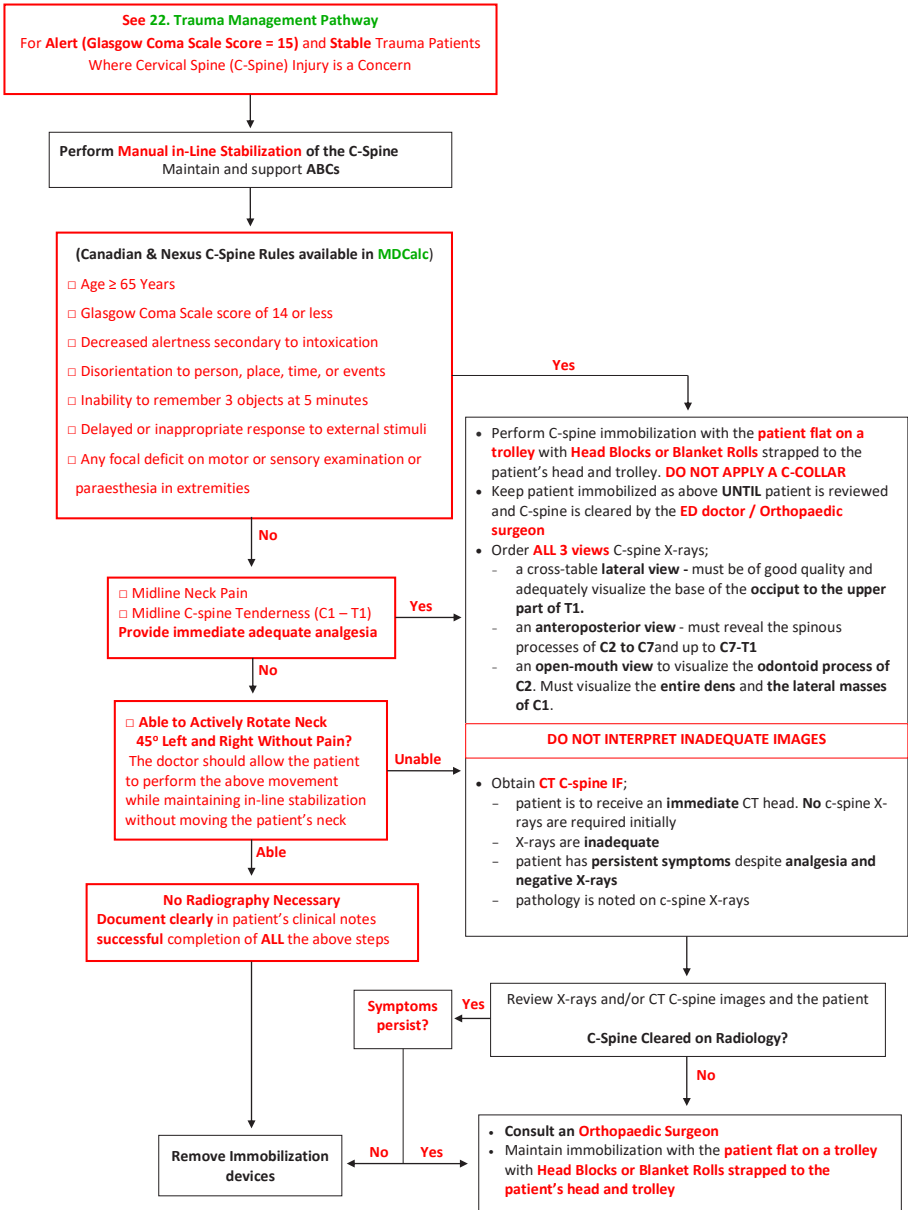 See 22. Trauma Management Pathway
For Alert (Glasgow Coma Scale Score = 15) and Stable Trauma Patients
Where Cervical Spine (C-Spine) Injury is a Concern
Perform Manual in-Line Stabilization of the C-Spine
Maintain and support ABCs
(Canadian & Nexus C-Spine Rules available in MDCalc)
□ Age ≥ 65 Years
□ Glasgow Coma Scale score of 14 or less
□ Decreased alertness secondary to intoxication
□ Disorientation to person, place, time, or events
□ Inability to remember 3 objects at 5 minutes
□ Delayed or inappropriate response to external stimuli
□ Any focal deficit on motor or sensory examination or
paraesthesia in extremities
Yes
No
□ Midline Neck Pain
□ Midline C-spine Tenderness (C1 – T1)
Provide immediate adequate analgesia
Yes
No
□ Able to Actively Rotate Neck
45° Left and Right Without Pain?
The doctor should allow the patient
to perform the above movement
while maintaining in-line stabilization
without moving the patient's neck
Unable
Able
No Radiography Necessary
Document clearly in patient's clinical notes
successful completion of ALL the above steps
• Perform C-spine immobilization with the patient flat on a
trolley with Head Blocks or Blanket Rolls strapped to the
patient's head and trolley. DO NOT APPLY A C-COLLAR
• Keep patient immobilized as above UNTIL patient is reviewed
and C-spine is cleared by the ED doctor / Orthopaedic
surgeon
• Order ALL 3 views C-spine X-rays;
- a cross-table lateral view - must be of good quality and
adequately visualize the base of the occiput to the upper
part of T1.
- an anteroposterior view - must reveal the spinous
processes of C2 to C7and up to C7-T1
- an open-mouth view to visualize the odontoid process of
C2. Must visualize the entire dens and the lateral masses
of C1.
DO NOT INTERPRET INADEQUATE IMAGES
• Obtain CT C-spine IF;
- patient is to receive an immediate CT head. No c-spine X-
rays are required initially
- X-rays are inadequate
- patient has persistent symptoms despite analgesia and
negative X-rays
- pathology is noted on c-spine X-rays
Review X-rays and/or CT C-spine images and the patient
C-Spine Cleared on Radiology?
Yes
Symptoms
persist?
No
No
Yes
Remove Immobilization
devices
• Consult an Orthopaedic Surgeon
• Maintain immobilization with the patient flat on a trolley
with Head Blocks or Blanket Rolls strapped to the
patient's head and trolley